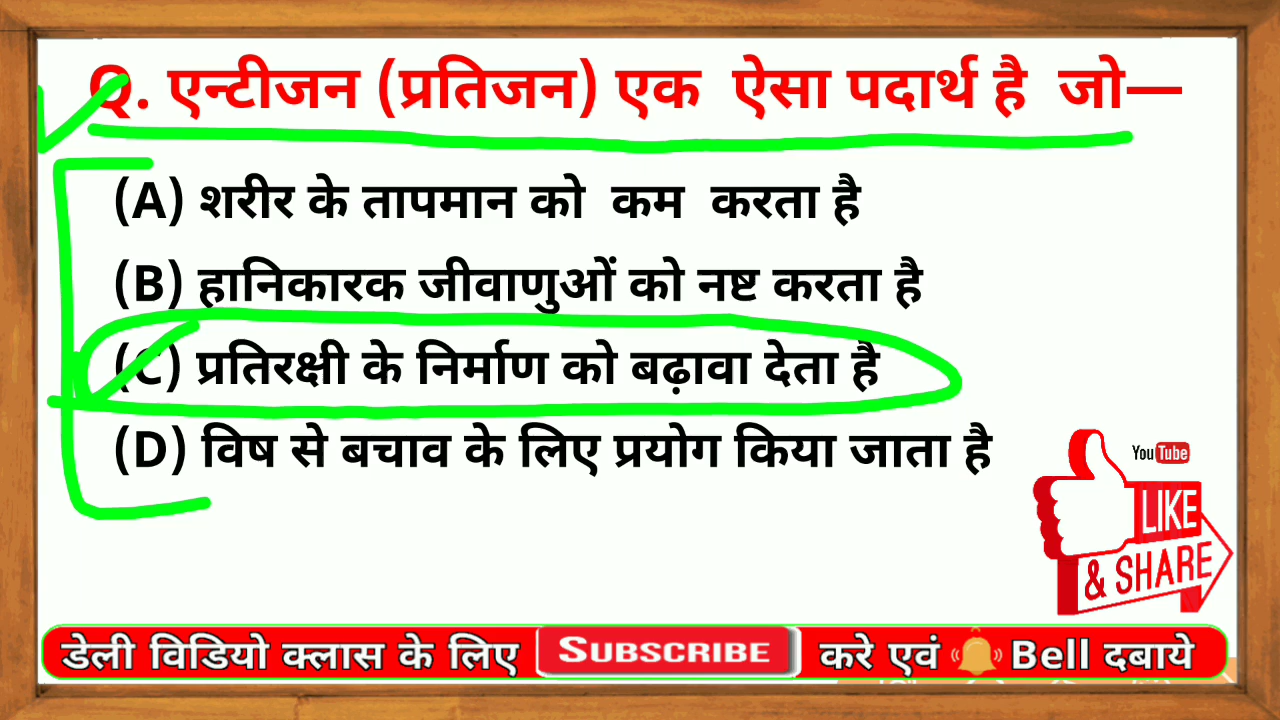 Q. एन्टीजन (प्रतिजन) एक ऐसा पदार्थ है जो—
(A) शरीर के तापमान को कम करता है
(B) हानिकारक जीवाणुओं को नष्ट करता है
(C) प्रतिरक्षी के निर्माण को बढ़ावा देता है
(D) विष से बचाव के लिए प्रयोग किया जाता है
YouTube
LIKE
& SHARE
डेली विडियो क्लास के लिए SUBSCRIBE करे एवं Bell दबाये